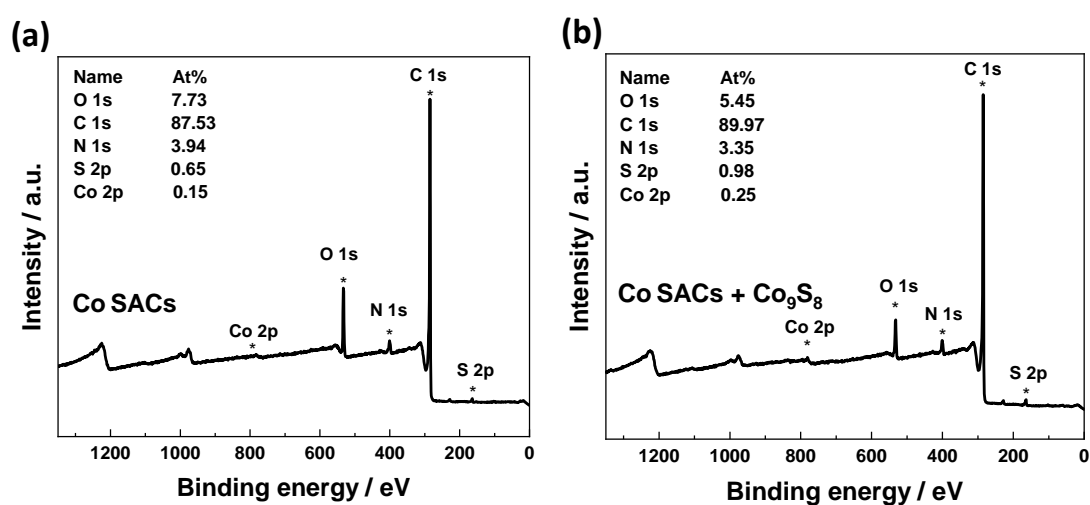 (a)
Name At%
O 1s 7.73
C 1s 87.53
N 1s 3.94
S 2p 0.65
Co 2p 0.15
C 1s
*
O 1s
*
N 1s
*
Co 2p
*
S 2p
*
Co SACs
Intensity / a.u.
1200 1000 800 600 400 200 0
Binding energy / eV
(b)
Name At%
O 1s 5.45
C 1s 89.97
N 1s 3.35
S 2p 0.98
Co 2p 0.25
C 1s
*
Co SACs + Co₉S₈
O 1s
*
N 1s
*
Co 2p
*
S 2p
*
Intensity / a.u.
1200 1000 800 600 400 200 0
Binding energy / eV